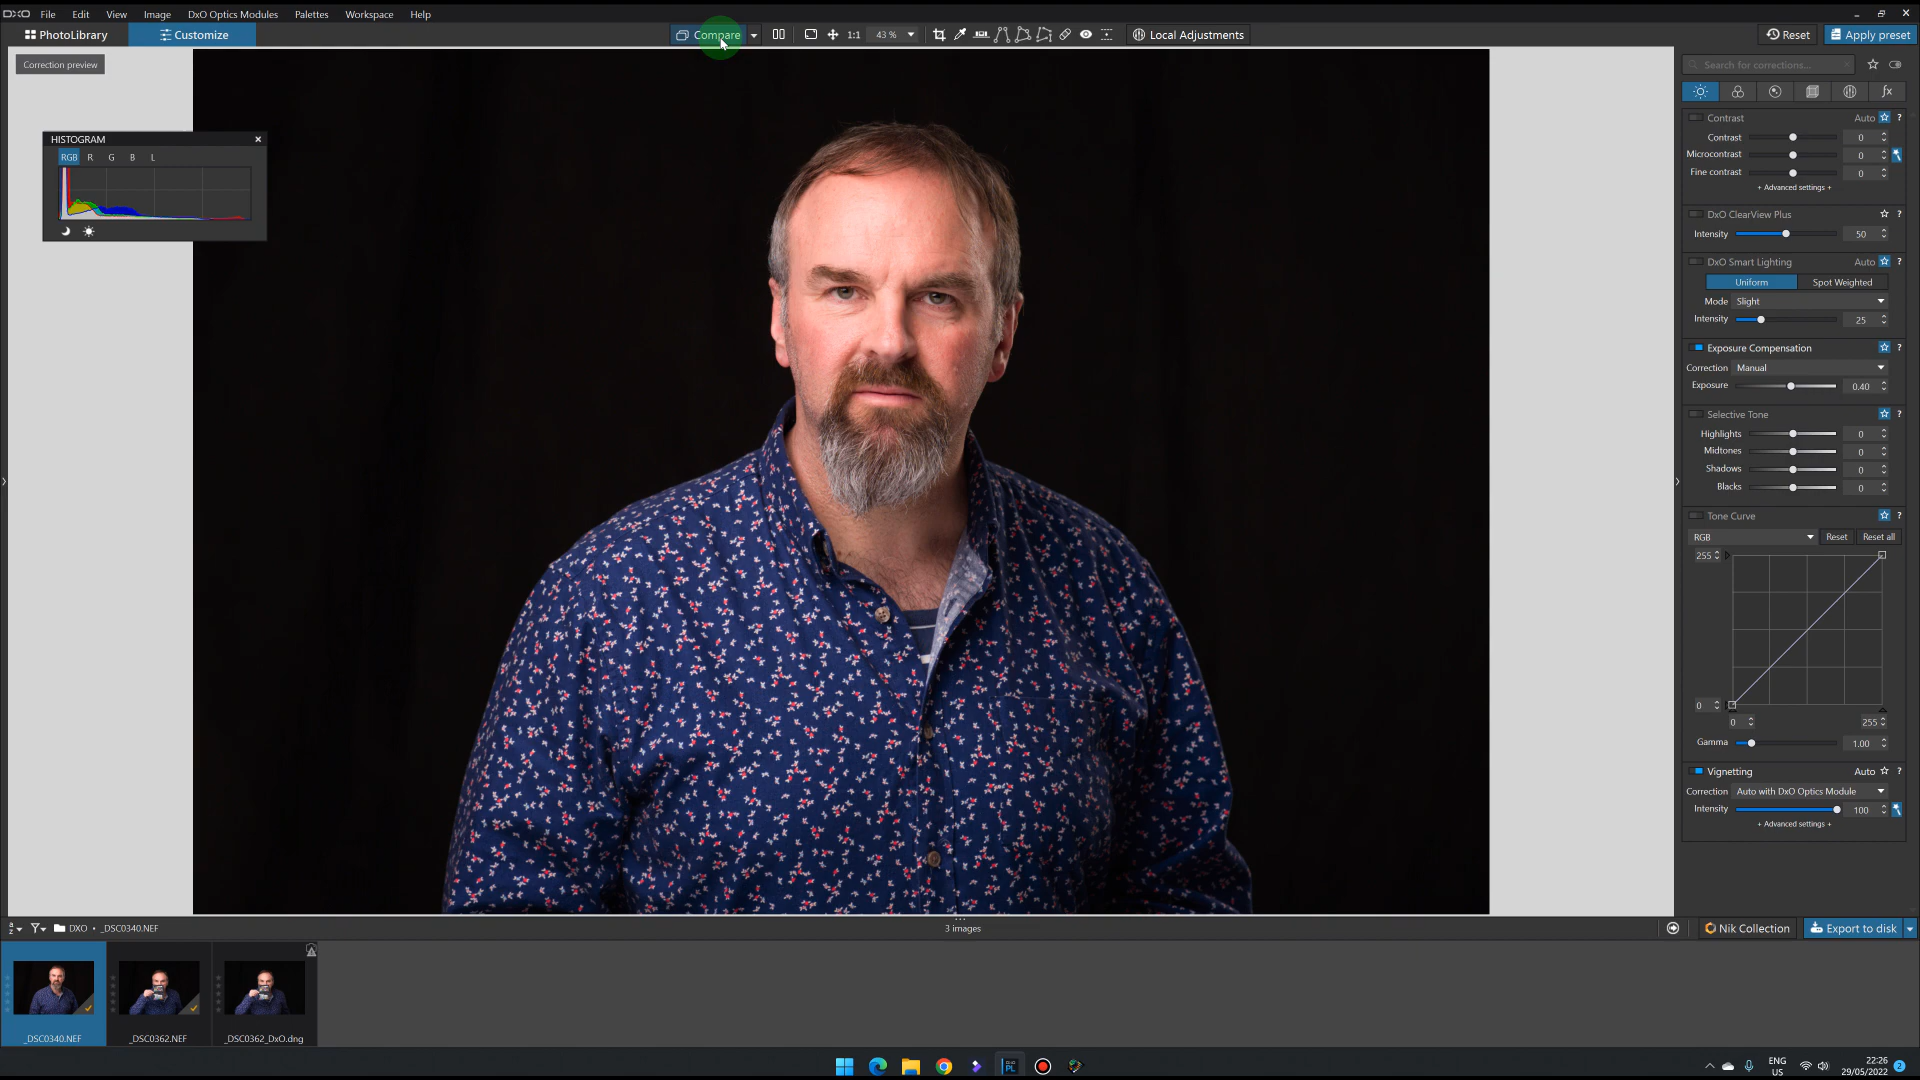 DXO File Edit View Image DxO Optics Modules Palettes Workspace Help
PhotoLibrary Customize Compare 1:1 43 % Local Adjustments Reset Apply preset
Correction preview
Search for corrections...
HISTOGRAM
RGB R G B L
Contrast Auto ?
Contrast 0
Microcontrast 0
Fine contrast 0
+ Advanced settings +
DxO ClearView Plus ?
Intensity 50
DxO Smart Lighting Auto ?
Uniform Spot Weighted
Mode Slight
Intensity 25
Exposure Compensation ?
Correction Manual
Exposure 0.40
Selective Tone ?
Highlights 0
Midtones 0
Shadows 0
Blacks 0
Tone Curve ?
RGB Reset Reset all
255
0
0 255
Gamma 1.00
Vignetting Auto ?
Correction Auto with DxO Optics Module
Intensity 100
+ Advanced settings +
DXO • _DSC0340.NEF 3 images Nik Collection Export to disk
_DSC0340.NEF _DSC0362.NEF _DSC0362_DxO.dng
ENG
US
22:26
29/05/2022
2